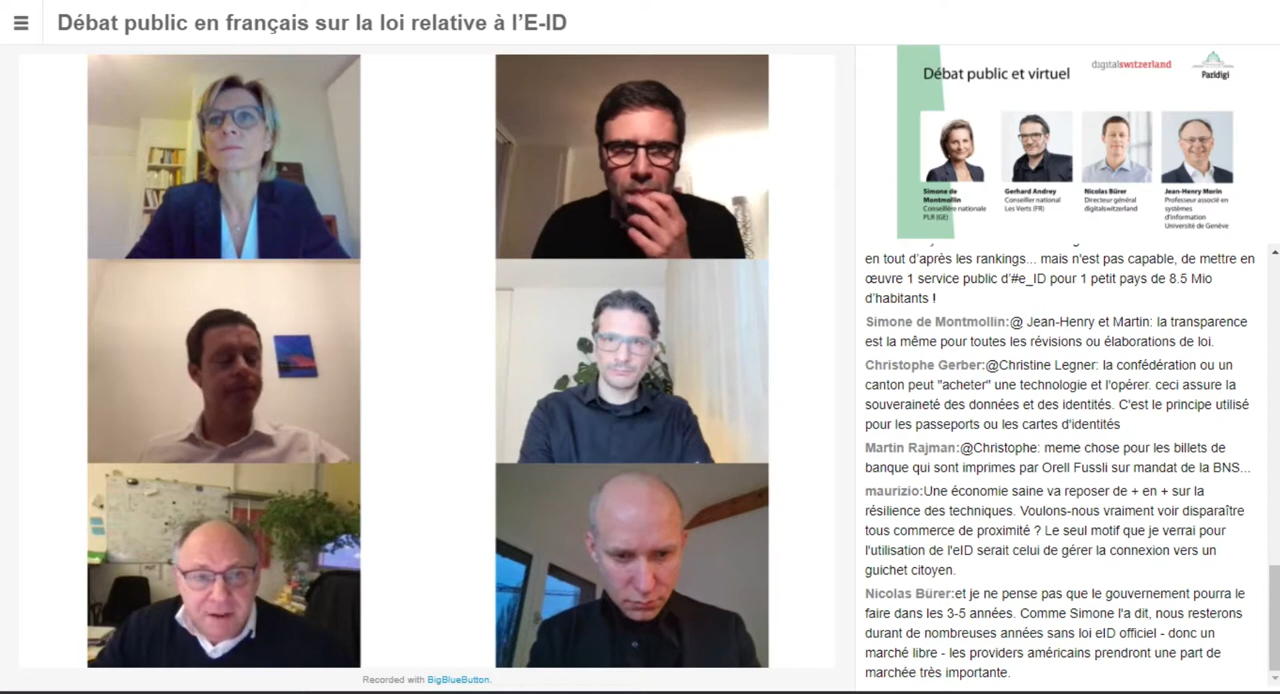 Débat public en français sur la loi relative à l'E-ID
Débat public et virtuel
digitalswitzerland
Pazidigi
Simone de
Montmollin
Conseillère nationale
PLR (GE)
Gerhard Andrey
Conseiller national
Les Verts (FR)
Nicolas Bürer
Directeur général
digitalswitzerland
Jean-Henry Morin
Professeur associé en
systèmes
d'information
Université de Genève
en tout d'après les rankings... mais n'est pas capable, de mettre en
œuvre 1 service public d'#e_ID pour 1 petit pays de 8.5 Mio
d'habitants !
Simone de Montmollin:@ Jean-Henry et Martin: la transparence
est la même pour toutes les révisions ou élaborations de loi.
Christophe Gerber:@Christine Legner: la confédération ou un
canton peut "acheter" une technologie et l'opérer. ceci assure la
souveraineté des données et des identités. C'est le principe utilisé
pour les passeports ou les cartes d'identités
Martin Rajman:@Christophe: meme chose pour les billets de
banque qui sont imprimes par Orell Fussli sur mandat de la BNS...
maurizio:Une économie saine va reposer de + en + sur la
résilience des techniques. Voulons-nous vraiment voir disparaître
tous commerce de proximité ? Le seul motif que je verrai pour
l'utilisation de l'eID serait celui de gérer la connexion vers un
guichet citoyen.
Nicolas Bürer:et je ne pense pas que le gouvernement pourra le
faire dans les 3-5 années. Comme Simone l'a dit, nous resterons
durant de nombreuses années sans loi eID officiel - donc un
marché libre - les providers américains prendront une part de
marchée très importante.
Recorded with BigBlueButton.